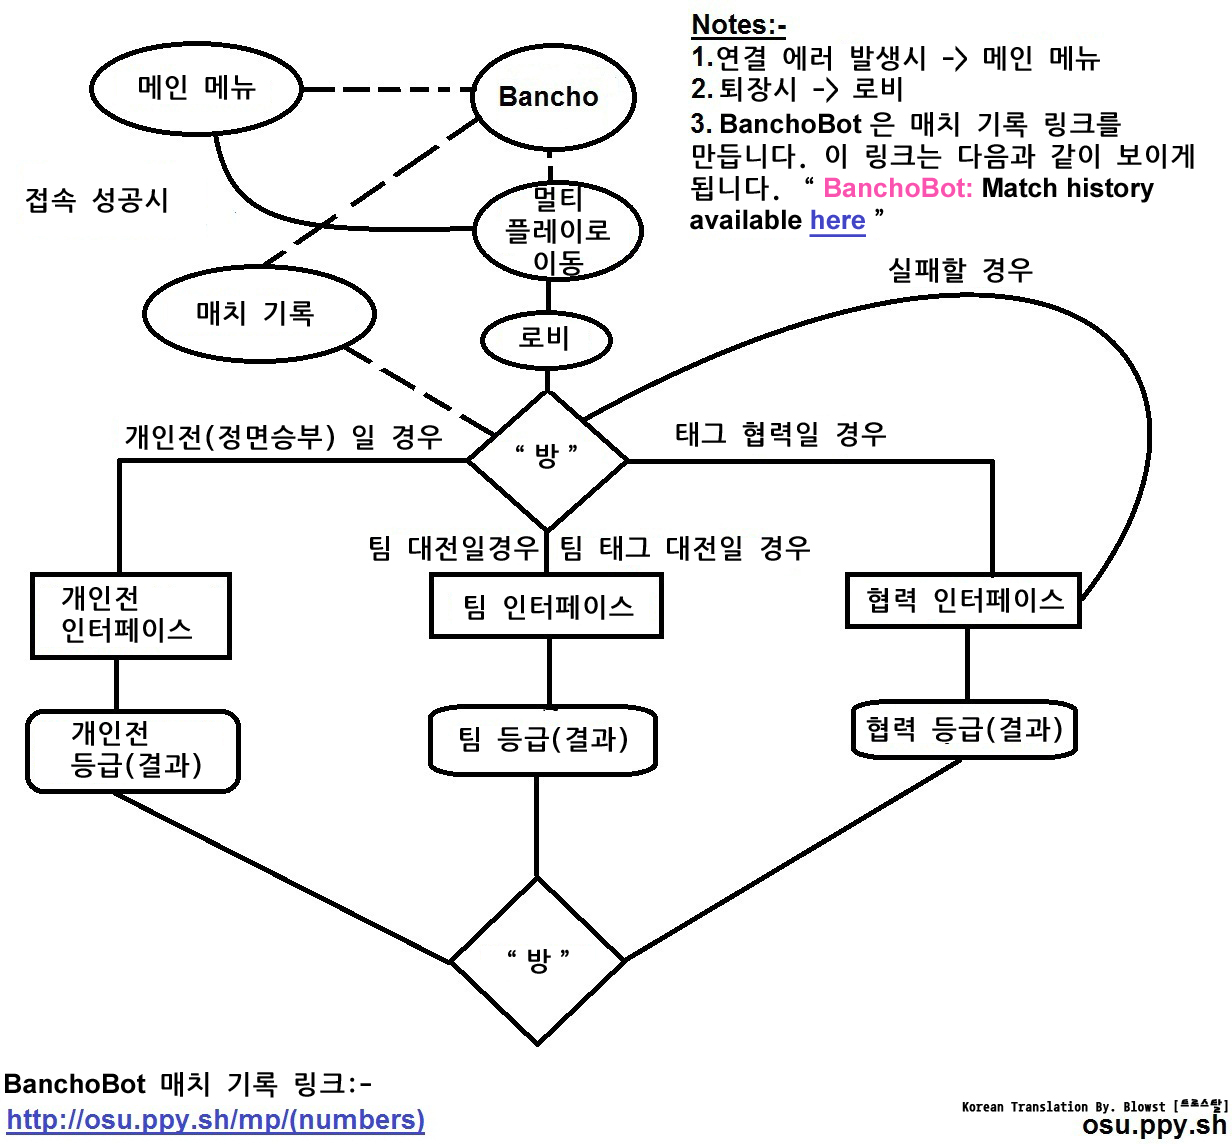 메인 메뉴
Bancho
Notes:-
1.연결 에러 발생시 -> 메인 메뉴
2. 퇴장시 -> 로비
3. BanchoBot 은 매치 기록 링크를
만듭니다. 이 링크는 다음과 같이 보이게
됩니다. “ BanchoBot: Match history
available here ”
접속 성공시
멀티
플레이로
이동
매치 기록
로비
실패할 경우
개인전(정면승부) 일 경우
“ 방 ”
태그 협력일 경우
팀 대전일경우
팀 태그 대전일 경우
개인전
인터페이스
팀 인터페이스
협력 인터페이스
개인전
등급(결과)
팀 등급(결과)
협력 등급(결과)
“ 방 ”
BanchoBot 매치 기록 링크:-
http://osu.ppy.sh/mp/(numbers)
Korean Translation By. Blowst [트로스탈]
osu.ppy.sh